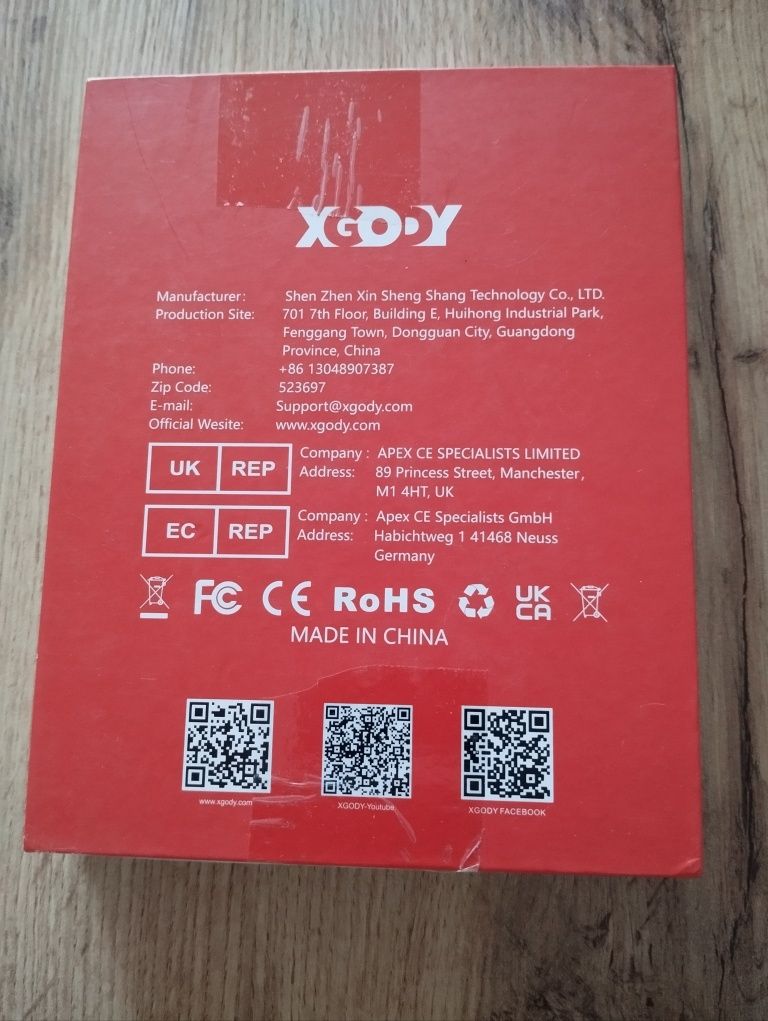 XGODY
Manufacturer: Shen Zhen Xin Sheng Shang Technology Co., LTD.
Production Site: 701 7th Floor, Building E, Huihong Industrial Park,
Fenggang Town, Dongguan City, Guangdong
Province, China
Phone: +86 13048907387
Zip Code: 523697
E-mail: Support@xgody.com
Official Wesite: www.xgody.com
UK REP
Company : APEX CE SPECIALISTS LIMITED
Address: 89 Princess Street, Manchester,
M1 4HT, UK
EC REP
Company : Apex CE Specialists GmbH
Address: Habichtweg 1 41468 Neuss
Germany
FC CE RoHS UK CA
MADE IN CHINA
www.xgody.com
XGODY-Youtube
XGODY FACEBOOK